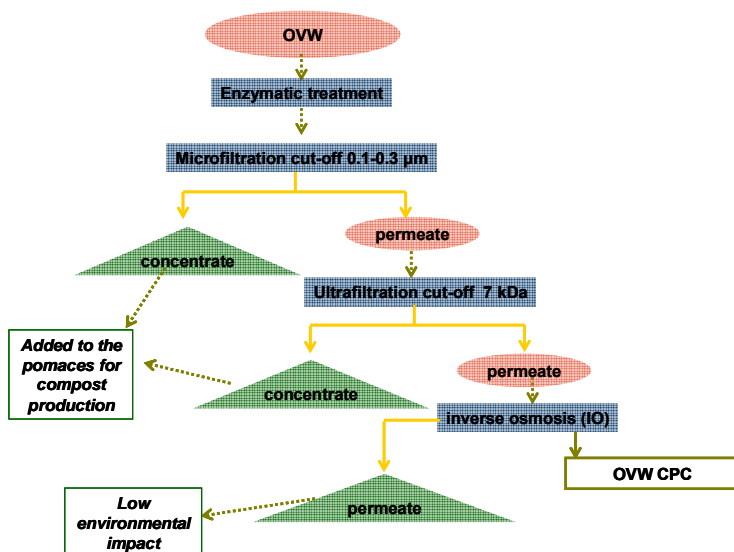 OVW
Enzymatic treatment
Microfiltration cut-off 0.1-0.3 µm
permeate
concentrate
Ultrafiltration cut-off 7 kDa
Added to the
pomaces for
compost
production
permeate
concentrate
inverse osmosis (IO)
OVW CPC
permeate
Low
environmental
impact